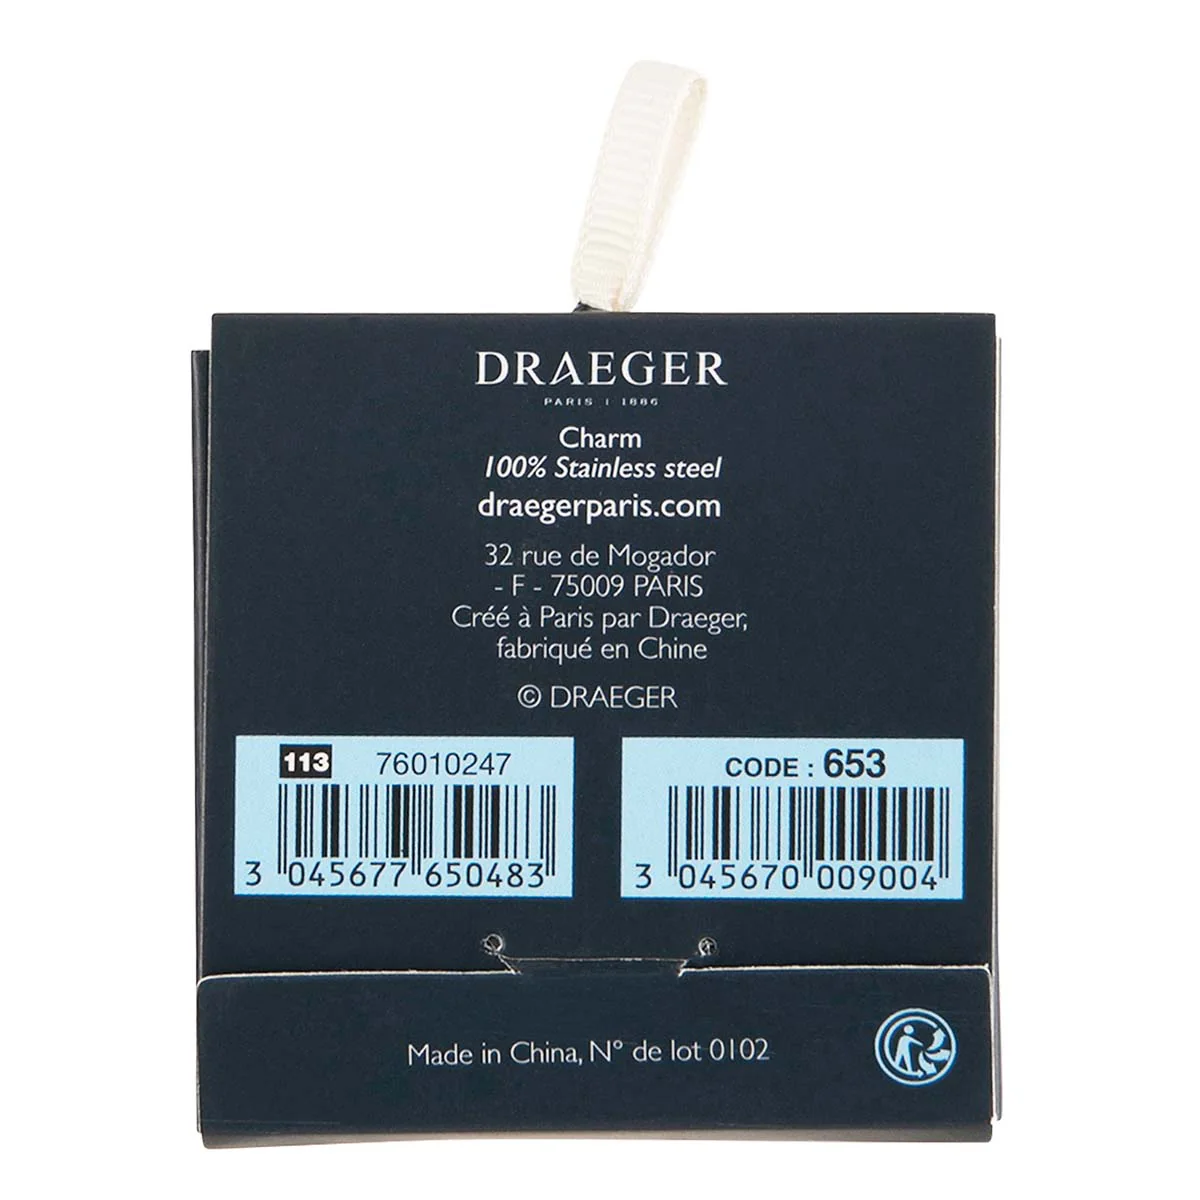 DRAEGER
PARIS | 1886
Charm
100% Stainless steel
draegerparis.com
32 rue de Mogador
- F - 75009 PARIS
Créé à Paris par Draeger,
fabriqué en Chine
© DRAEGER
113 76010247
3 045677 650483
CODE : 653
3 045670 009004
Made in China, N° de lot 0102